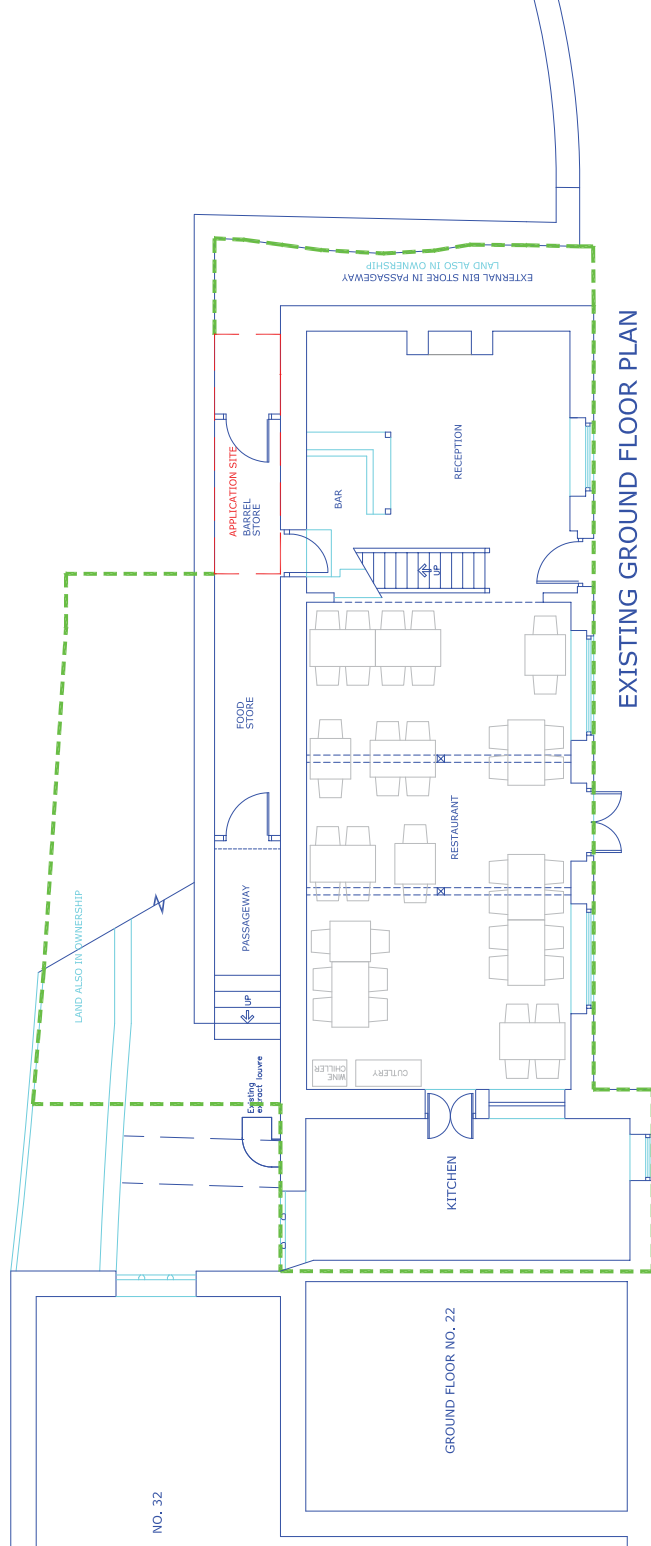 LAND ALSO IN OWNERSHIP
EXTERNAL BIN STORE IN PASSAGEWAY
EXISTING GROUND FLOOR PLAN
RECEPTION
BAR
APPLICATION SITE
BARREL
STORE
UP
FOOD
STORE
RESTAURANT
PASSAGEWAY
LAND ALSO IN OWNERSHIP
UP
Existing
extract louvre
WINE
CHILLER
CUTLERY
KITCHEN
GROUND FLOOR NO. 22
NO. 32